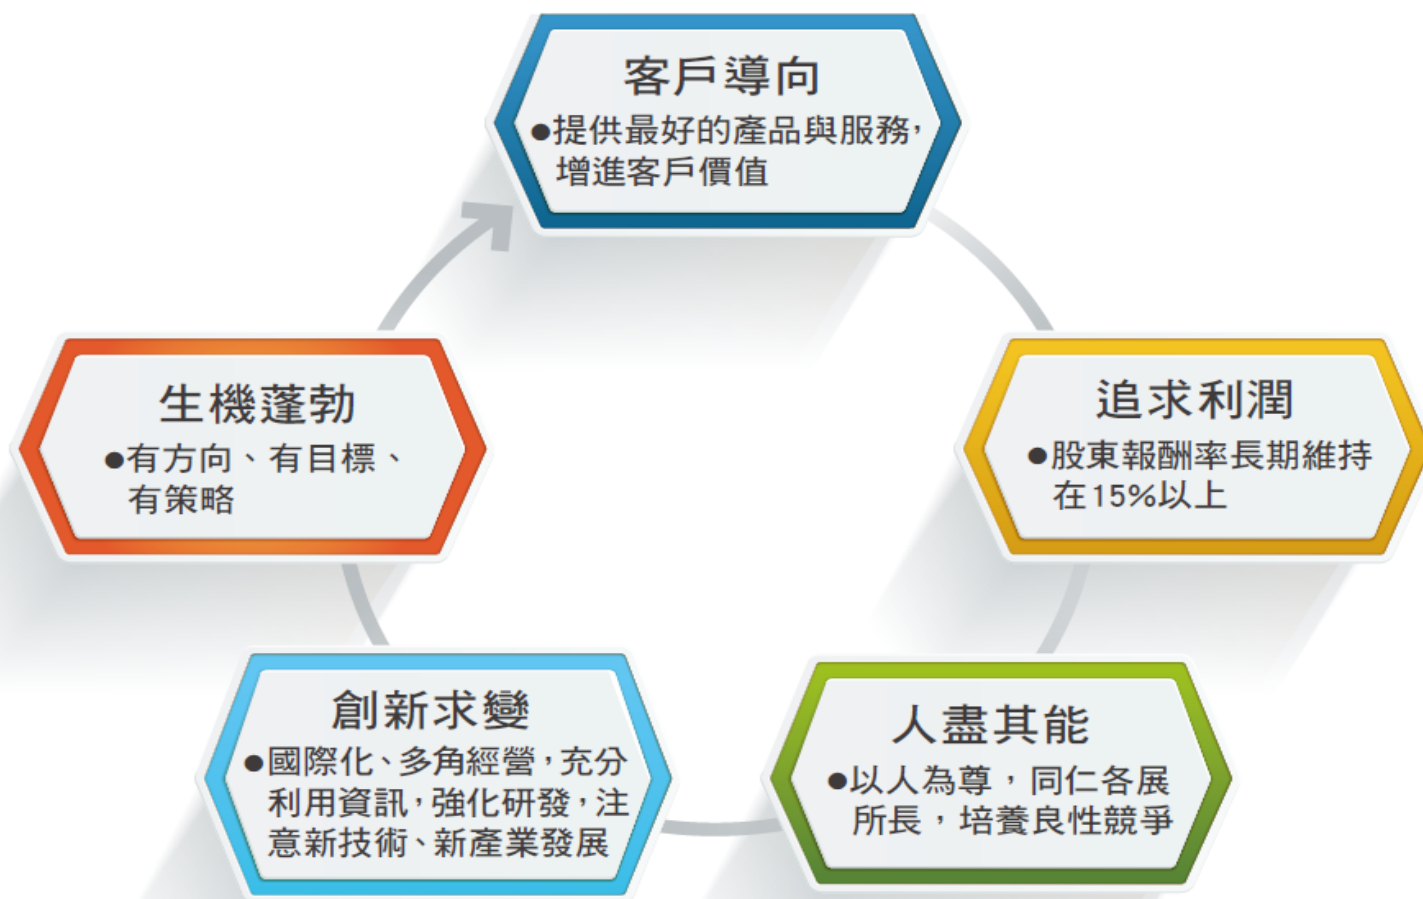 客戶導向
●提供最好的產品與服務，
增進客戶價值
追求利潤
●股東報酬率長期維持
在15%以上
人盡其能
●以人為尊，同仁各展
所長，培養良性競爭
創新求變
●國際化、多角經營，充分
利用資訊，強化研發，注
意新技術、新產業發展
生機蓬勃
●有方向、有目標、
有策略